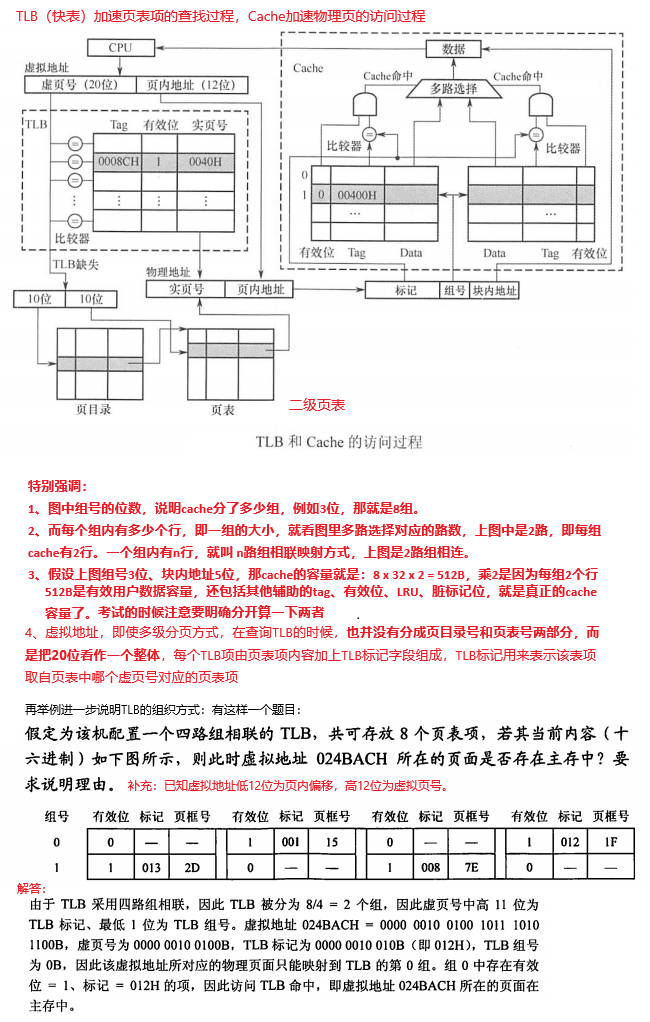 TLB（快表）加速页表项的查找过程，Cache加速物理页的访问过程
CPU
数据
虚拟地址
Cache
Cache命中
Cache命中
虚页号（20位）
页内地址（12位）
多路选择
TLB
Tag 有效位 实页号
比较器
比较器
0008CH 1 0040H
0
1 0 00400H
...
...
比较器
有效位 Tag Data
Data Tag 有效位
TLB缺失
物理地址
10位 10位
实页号 页内地址
标记 组号 块内地址
页目录
页表
二级页表
TLB 和 Cache 的访问过程
特别强调：
1、图中组号的位数，说明cache分了多少组，例如3位，那就是8组。
2、而每个组内有多少个行，即一组的大小，就看图里多路选择对应的路数，上图中是2路，即每组
cache有2行。一个组内有n行，就叫 n路组相联映射方式，上图是2路组相连。
3、假设上图组号3位、块内地址5位，那cache的容量就是：8 x 32 x 2 = 512B，乘2是因为每组2个行
512B是有效用户数据容量，还包括其他辅助的tag、有效位、LRU、脏标记位，就是真正的cache
容量了。考试的时候注意要明确分开算一下两者
4、虚拟地址，即使多级分页方式，在查询TLB的时候，也并没有分成页目录号和页表号两部分，而
是把20位看作一个整体，每个TLB项由页表项内容加上TLB标记字段组成，TLB标记用来表示该表项
取自页表中哪个虚页号对应的页表项
再举例进一步说明TLB的组织方式：有这样一个题目：
假定为该机配置一个四路组相联的 TLB，共可存放 8 个页表项，若其当前内容（十
六进制）如下图所示，则此时虚拟地址 024BACH 所在的页面是否存在主存中？要
求说明理由。 补充：已知虚拟地址低12位为页内偏移，高12位为虚拟页号。
组号 有效位 标记 页框号 有效位 标记 页框号 有效位 标记 页框号 有效位 标记 页框号
0 0 — — 1 001 15 0 — — 1 012 1F
1 1 013 2D 0 — — 1 008 7E 0 — —
解答：
由于 TLB 采用四路组相联，因此 TLB 被分为 8/4 = 2 个组，因此虚页号中高 11 位为
TLB 标记、最低 1 位为 TLB 组号。虚拟地址 024BACH = 0000 0010 0100 1011 1010
1100B，虚页号为 0000 0010 0100B，TLB 标记为 0000 0010 010B（即 012H），TLB 组号
为 0B，因此该虚拟地址所对应的物理页面只能映射到 TLB 的第 0 组。组 0 中存在有效
位 = 1、标记 = 012H 的项，因此访问 TLB 命中，即虚拟地址 024BACH 所在的页面在
主存中。